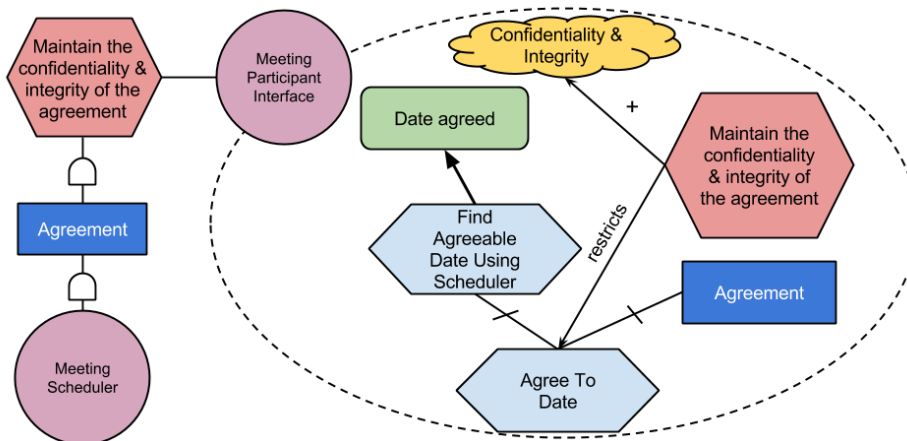 Maintain the
confidentiality &
integrity of the
agreement
Meeting
Participant
Interface
Confidentiality &
Integrity
+
Date agreed
Maintain the
confidentiality
& integrity of
the agreement
restricts
Find
Agreeable
Date Using
Scheduler
Agreement
Agreement
Meeting
Scheduler
Agree To
Date